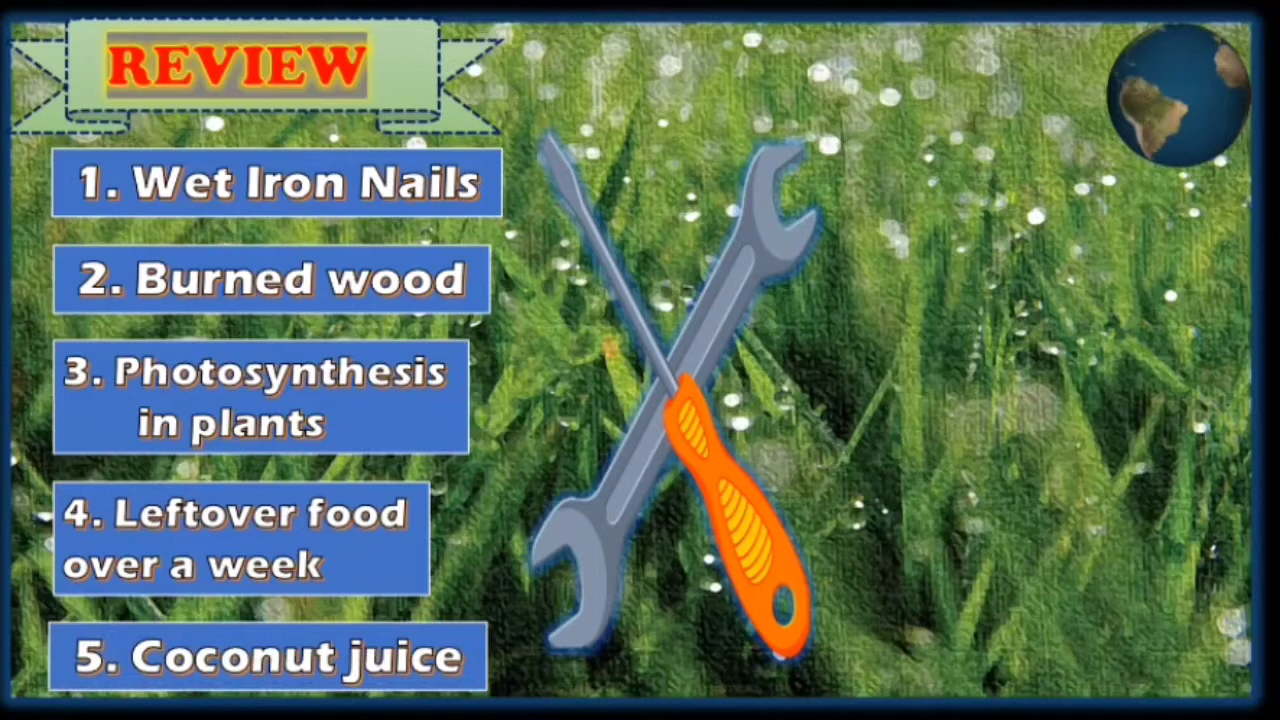 REVIEW
1. Wet Iron Nails
2. Burned wood
3. Photosynthesis
in plants
4. Leftover food
over a week
5. Coconut juice